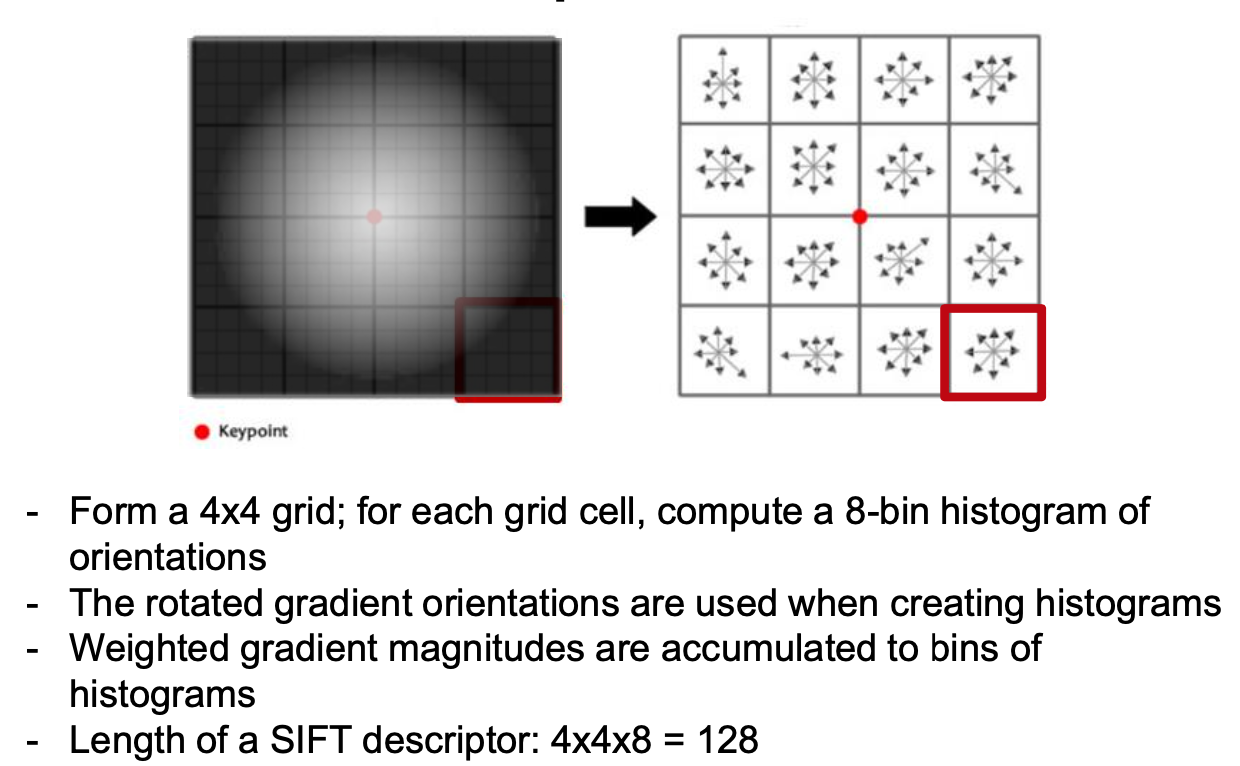 Keypoint
- Form a 4x4 grid; for each grid cell, compute a 8-bin histogram of
orientations
- The rotated gradient orientations are used when creating histograms
- Weighted gradient magnitudes are accumulated to bins of
histograms
- Length of a SIFT descriptor: 4x4x8 = 128